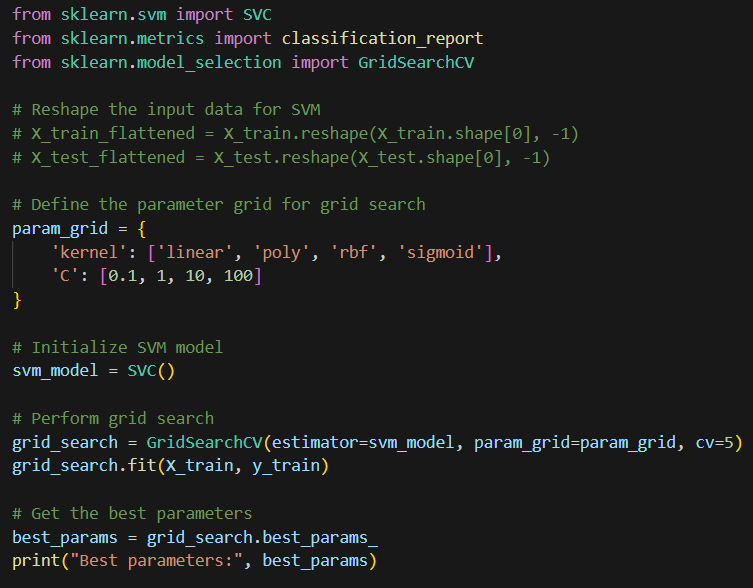 from sklearn.svm import SVC
from sklearn.metrics import classification_report
from sklearn.model_selection import GridSearchCV

# Reshape the input data for SVM
# X_train_flattened = X_train.reshape(X_train.shape[0], -1)
# X_test_flattened = X_test.reshape(X_test.shape[0], -1)

# Define the parameter grid for grid search
param_grid = {
    'kernel': ['linear', 'poly', 'rbf', 'sigmoid'],
    'C': [0.1, 1, 10, 100]
}

# Initialize SVM model
svm_model = SVC()

# Perform grid search
grid_search = GridSearchCV(estimator=svm_model, param_grid=param_grid, cv=5)
grid_search.fit(X_train, y_train)

# Get the best parameters
best_params = grid_search.best_params_
print("Best parameters:", best_params)